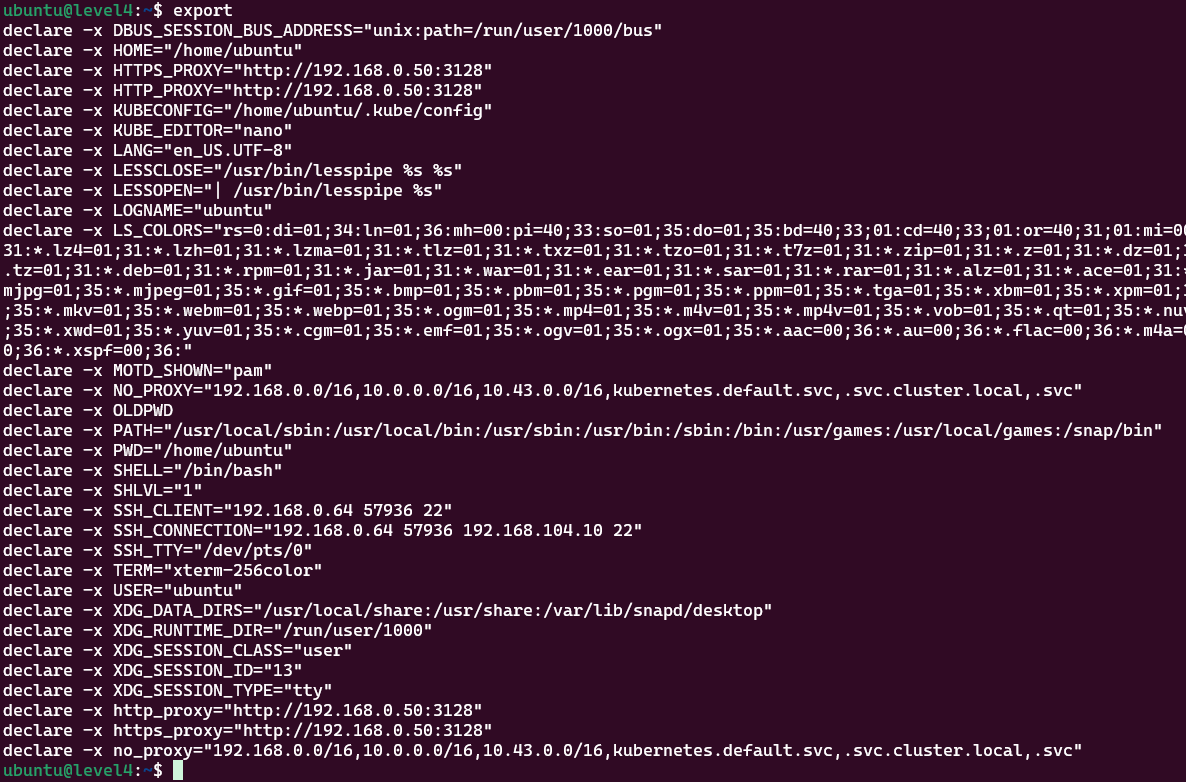 ubuntu@level4:~$ export
declare -x DBUS_SESSION_BUS_ADDRESS="unix:path=/run/user/1000/bus"
declare -x HOME="/home/ubuntu"
declare -x HTTPS_PROXY="http://192.168.0.50:3128"
declare -x HTTP_PROXY="http://192.168.0.50:3128"
declare -x KUBECONFIG="/home/ubuntu/.kube/config"
declare -x KUBE_EDITOR="nano"
declare -x LANG="en_US.UTF-8"
declare -x LESSCLOSE="/usr/bin/lesspipe %s %s"
declare -x LESSOPEN="| /usr/bin/lesspipe %s"
declare -x LOGNAME="ubuntu"
declare -x LS_COLORS="rs=0:di=01;34:ln=01;36:mh=00:pi=40;33:so=01;35:do=01;35:bd=40;33;01:cd=40;33;01:or=40;31;01:mi=00
31:*.lz4=01;31:*.lzh=01;31:*.lzma=01;31:*.tlz=01;31:*.txz=01;31:*.tzo=01;31:*.t7z=01;31:*.zip=01;31:*.z=01;31:*.dz=01;
.tz=01;31:*.deb=01;31:*.rpm=01;31:*.jar=01;31:*.war=01;31:*.ear=01;31:*.sar=01;31:*.rar=01;31:*.alz=01;31:*.ace=01;31:
mjpg=01;35:*.mjpeg=01;35:*.gif=01;35:*.bmp=01;35:*.pbm=01;35:*.pgm=01;35:*.ppm=01;35:*.tga=01;35:*.xbm=01;35:*.xpm=01;
;35:*.mkv=01;35:*.webm=01;35:*.webp=01;35:*.ogm=01;35:*.mp4=01;35:*.m4v=01;35:*.mp4v=01;35:*.vob=01;35:*.qt=01;35:*.nuv
;35:*.xwd=01;35:*.yuv=01;35:*.cgm=01;35:*.emf=01;35:*.ogv=01;35:*.ogx=01;35:*.aac=00;36:*.au=00;36:*.flac=00;36:*.m4a=0
0;36:*.xspf=00;36:"
declare -x MOTD_SHOWN="pam"
declare -x NO_PROXY="192.168.0.0/16,10.0.0.0/16,10.43.0.0/16,kubernetes.default.svc,.svc.cluster.local,.svc"
declare -x OLDPWD
declare -x PATH="/usr/local/sbin:/usr/local/bin:/usr/sbin:/usr/bin:/sbin:/bin:/usr/games:/usr/local/games:/snap/bin"
declare -x PWD="/home/ubuntu"
declare -x SHELL="/bin/bash"
declare -x SHLVL="1"
declare -x SSH_CLIENT="192.168.0.64 57936 22"
declare -x SSH_CONNECTION="192.168.0.64 57936 192.168.104.10 22"
declare -x SSH_TTY="/dev/pts/0"
declare -x TERM="xterm-256color"
declare -x USER="ubuntu"
declare -x XDG_DATA_DIRS="/usr/local/share:/usr/share:/var/lib/snapd/desktop"
declare -x XDG_RUNTIME_DIR="/run/user/1000"
declare -x XDG_SESSION_CLASS="user"
declare -x XDG_SESSION_ID="13"
declare -x XDG_SESSION_TYPE="tty"
declare -x http_proxy="http://192.168.0.50:3128"
declare -x https_proxy="http://192.168.0.50:3128"
declare -x no_proxy="192.168.0.0/16,10.0.0.0/16,10.43.0.0/16,kubernetes.default.svc,.svc.cluster.local,.svc"
ubuntu@level4:~$